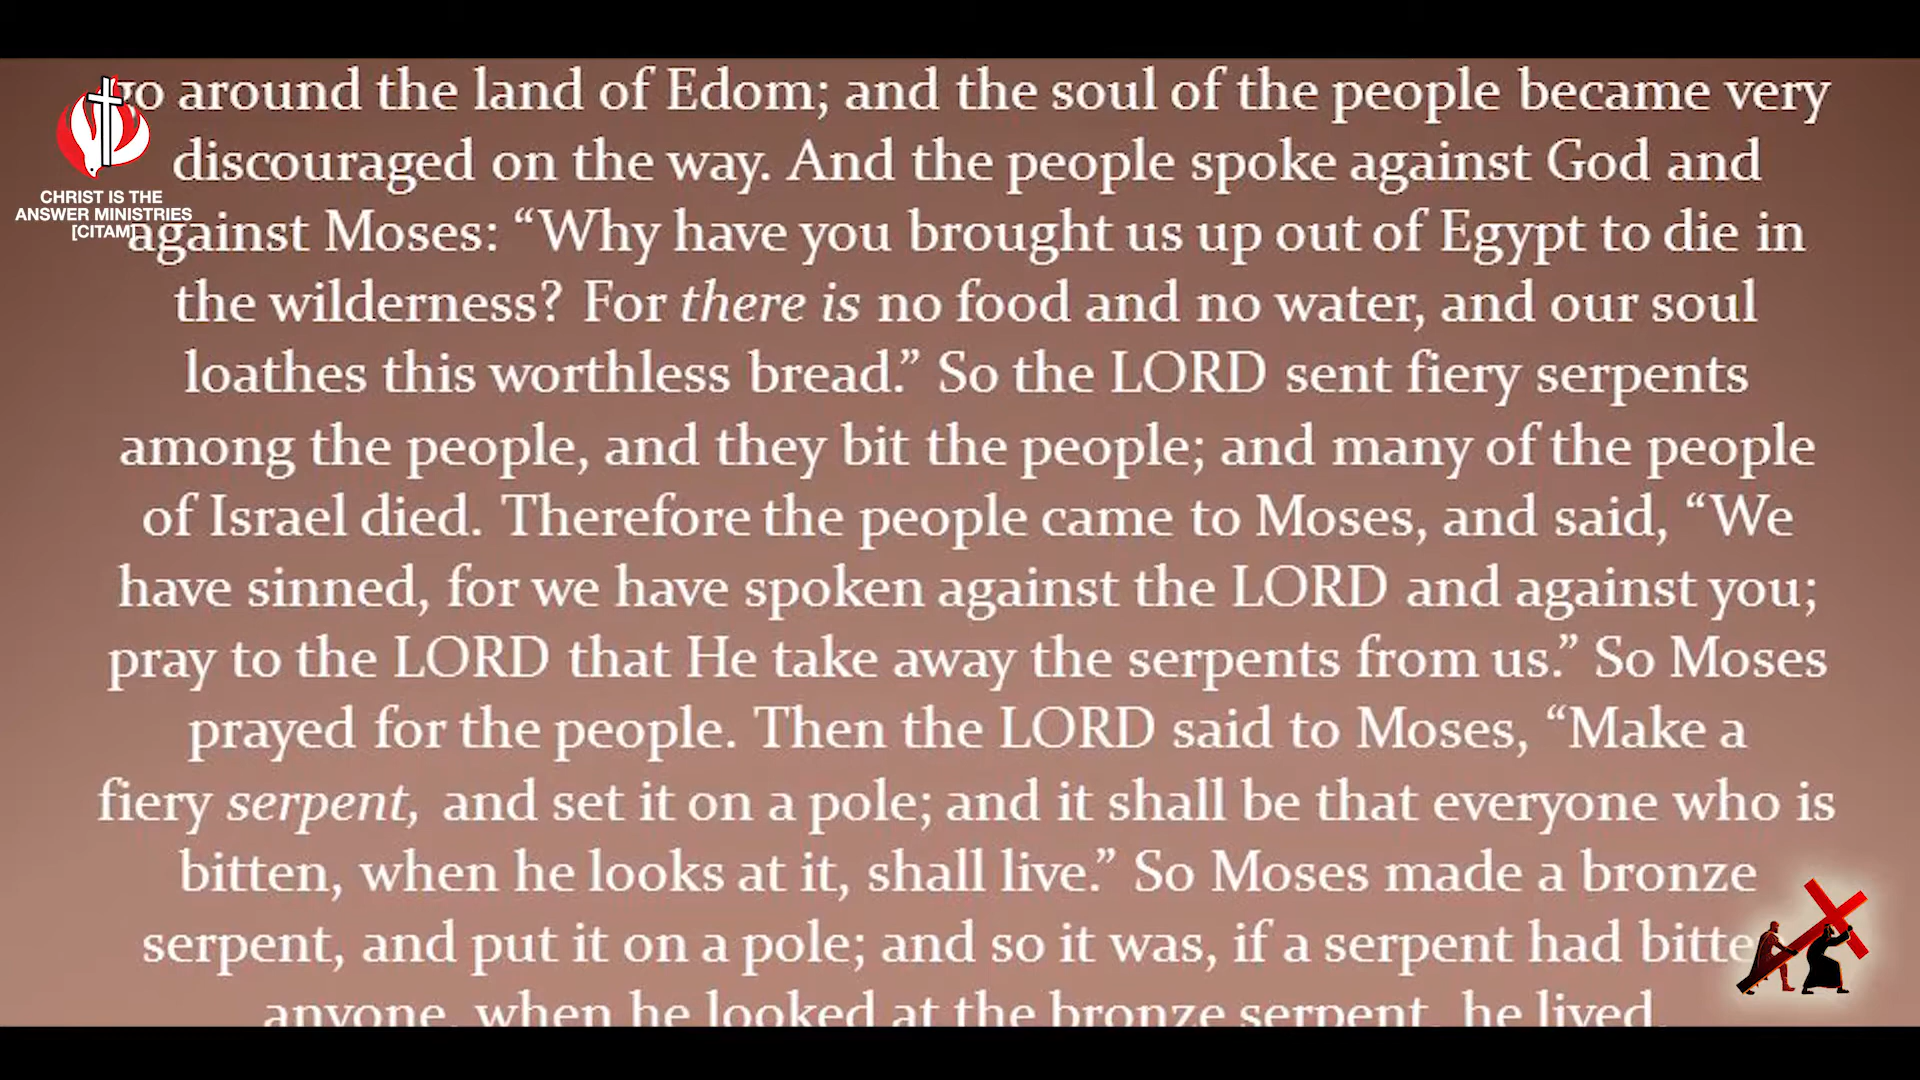 go around the land of Edom; and the soul of the people became very
discouraged on the way. And the people spoke against God and
against Moses: “Why have you brought us up out of Egypt to die in
the wilderness? For there is no food and no water, and our soul
loathes this worthless bread.” So the LORD sent fiery serpents
among the people, and they bit the people; and many of the people
of Israel died. Therefore the people came to Moses, and said, “We
have sinned, for we have spoken against the LORD and against you;
pray to the LORD that He take away the serpents from us.” So Moses
prayed for the people. Then the LORD said to Moses, “Make a
fiery serpent, and set it on a pole; and it shall be that everyone who is
bitten, when he looks at it, shall live.” So Moses made a bronze
serpent, and put it on a pole; and so it was, if a serpent had bitte
anyone, when he looked at the bronze serpent, he lived.
CHRIST IS THE
ANSWER MINISTRIES
[CITAM]